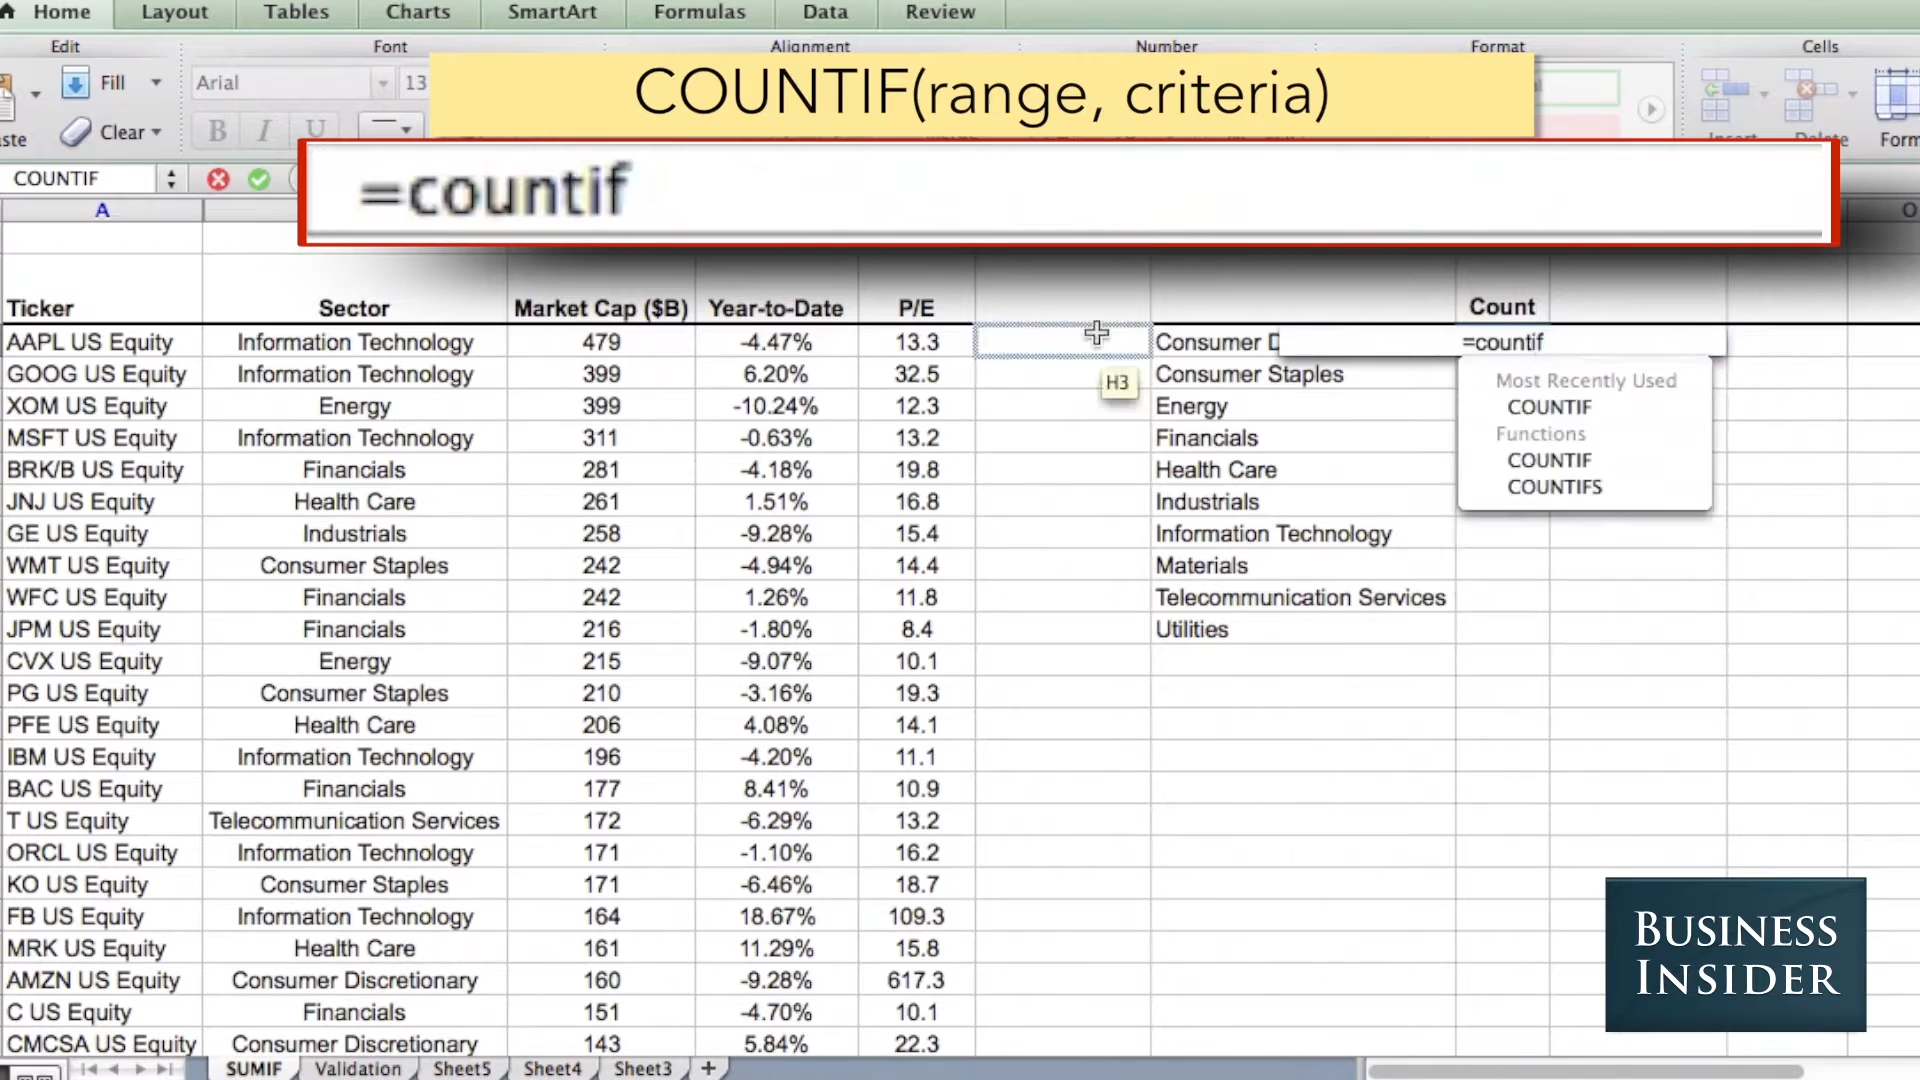 Home Layout Tables Charts SmartArt Formulas Data Review
Edit Font Alignment Number Format Cells
Fill Arial 13
COUNTIF(range, criteria)
Clear B I U
COUNTIF
=countif
A
Ticker Sector Market Cap ($B) Year-to-Date P/E Count
AAPL US Equity Information Technology 479 -4.47% 13.3 Consumer D =countif
GOOG US Equity Information Technology 399 6.20% 32.5 H3 Consumer Staples Most Recently Used
XOM US Equity Energy 399 -10.24% 12.3 Energy COUNTIF
MSFT US Equity Information Technology 311 -0.63% 13.2 Financials Functions
BRK/B US Equity Financials 281 -4.18% 19.8 Health Care COUNTIF
JNJ US Equity Health Care 261 1.51% 16.8 Industrials COUNTIFS
GE US Equity Industrials 258 -9.28% 15.4 Information Technology
WMT US Equity Consumer Staples 242 -4.94% 14.4 Materials
WFC US Equity Financials 242 1.26% 11.8 Telecommunication Services
JPM US Equity Financials 216 -1.80% 8.4 Utilities
CVX US Equity Energy 215 -9.07% 10.1
PG US Equity Consumer Staples 210 -3.16% 19.3
PFE US Equity Health Care 206 4.08% 14.1
IBM US Equity Information Technology 196 -4.20% 11.1
BAC US Equity Financials 177 8.41% 10.9
T US Equity Telecommunication Services 172 -6.29% 13.2
ORCL US Equity Information Technology 171 -1.10% 16.2
KO US Equity Consumer Staples 171 -6.46% 18.7
FB US Equity Information Technology 164 18.67% 109.3
MRK US Equity Health Care 161 11.29% 15.8
AMZN US Equity Consumer Discretionary 160 -9.28% 617.3
C US Equity Financials 151 -4.70% 10.1
CMCSA US Equity Consumer Discretionary 143 5.84% 22.3
BUSINESS
INSIDER
SUMIF Validation Sheet5 Sheet4 Sheet3 +